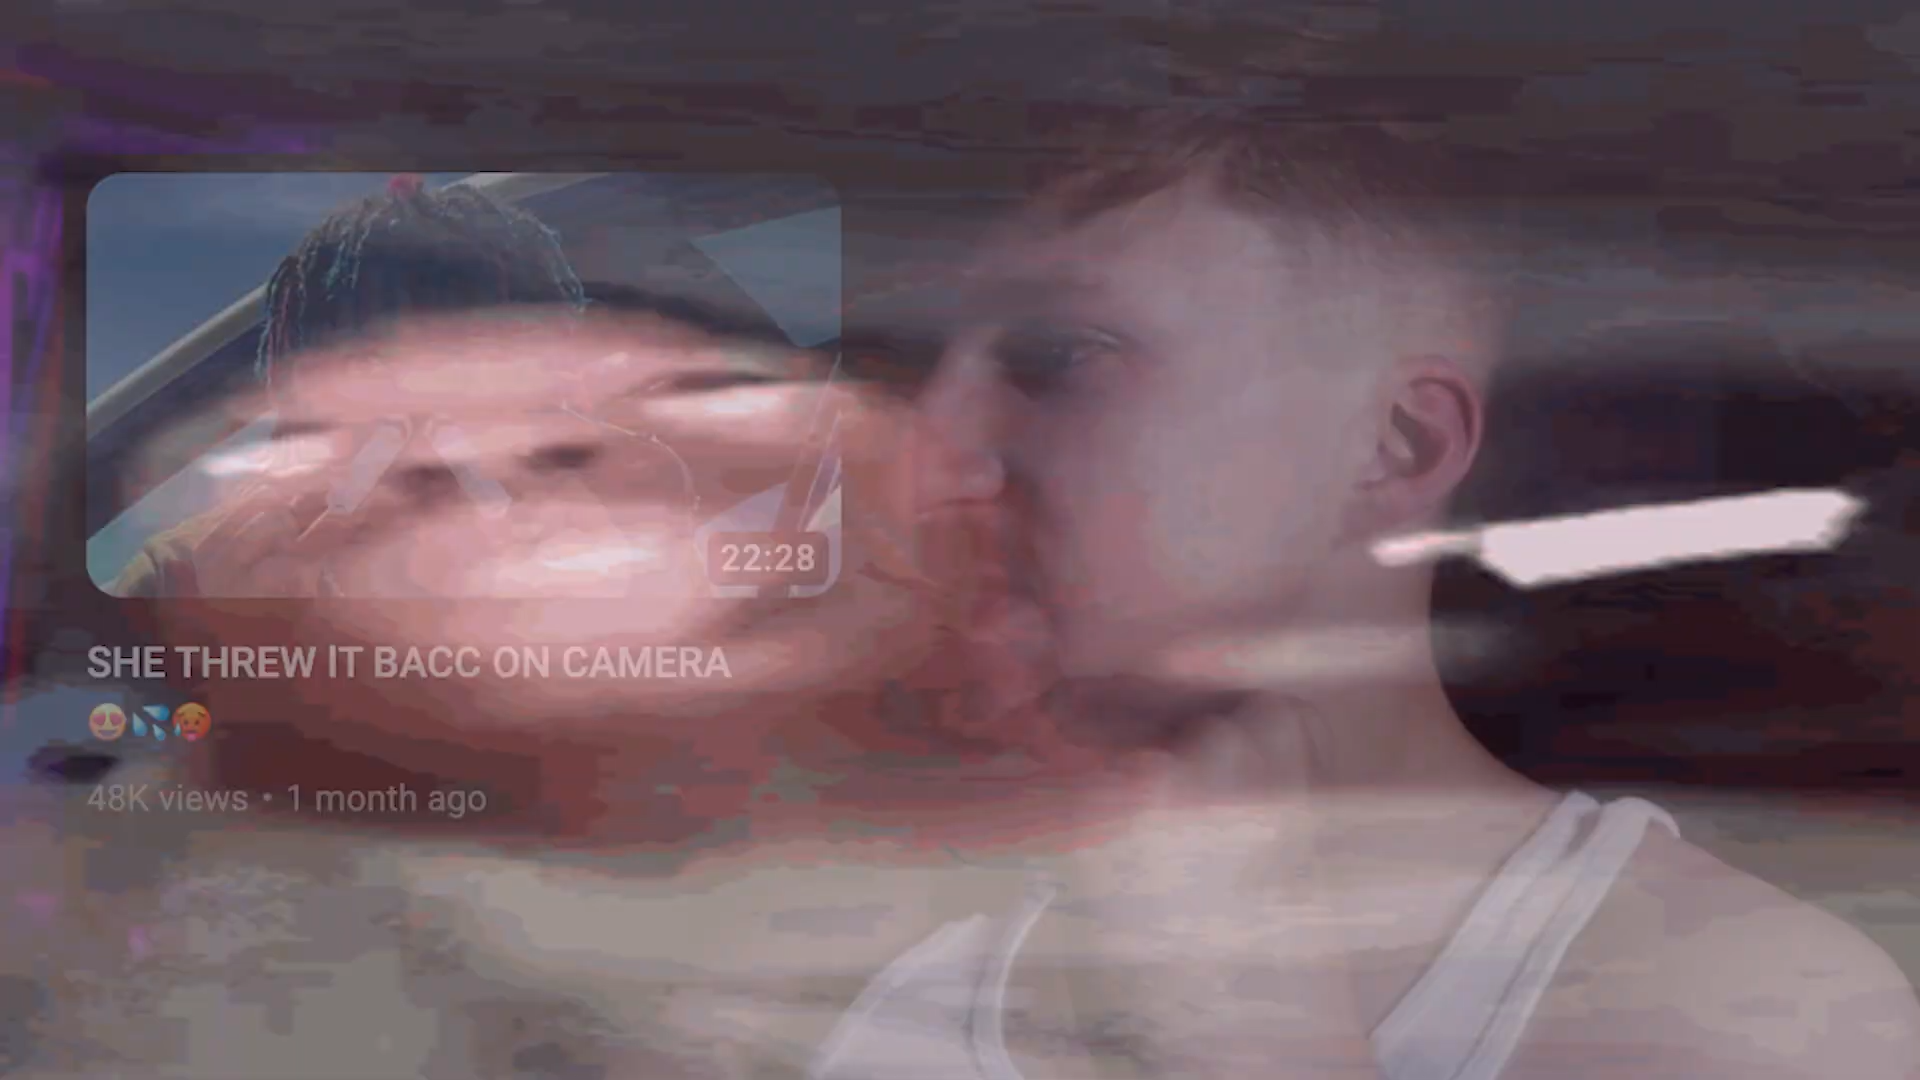 22:28
SHE THREW IT BACC ON CAMERA
😍💦🥵
48K views • 1 month ago